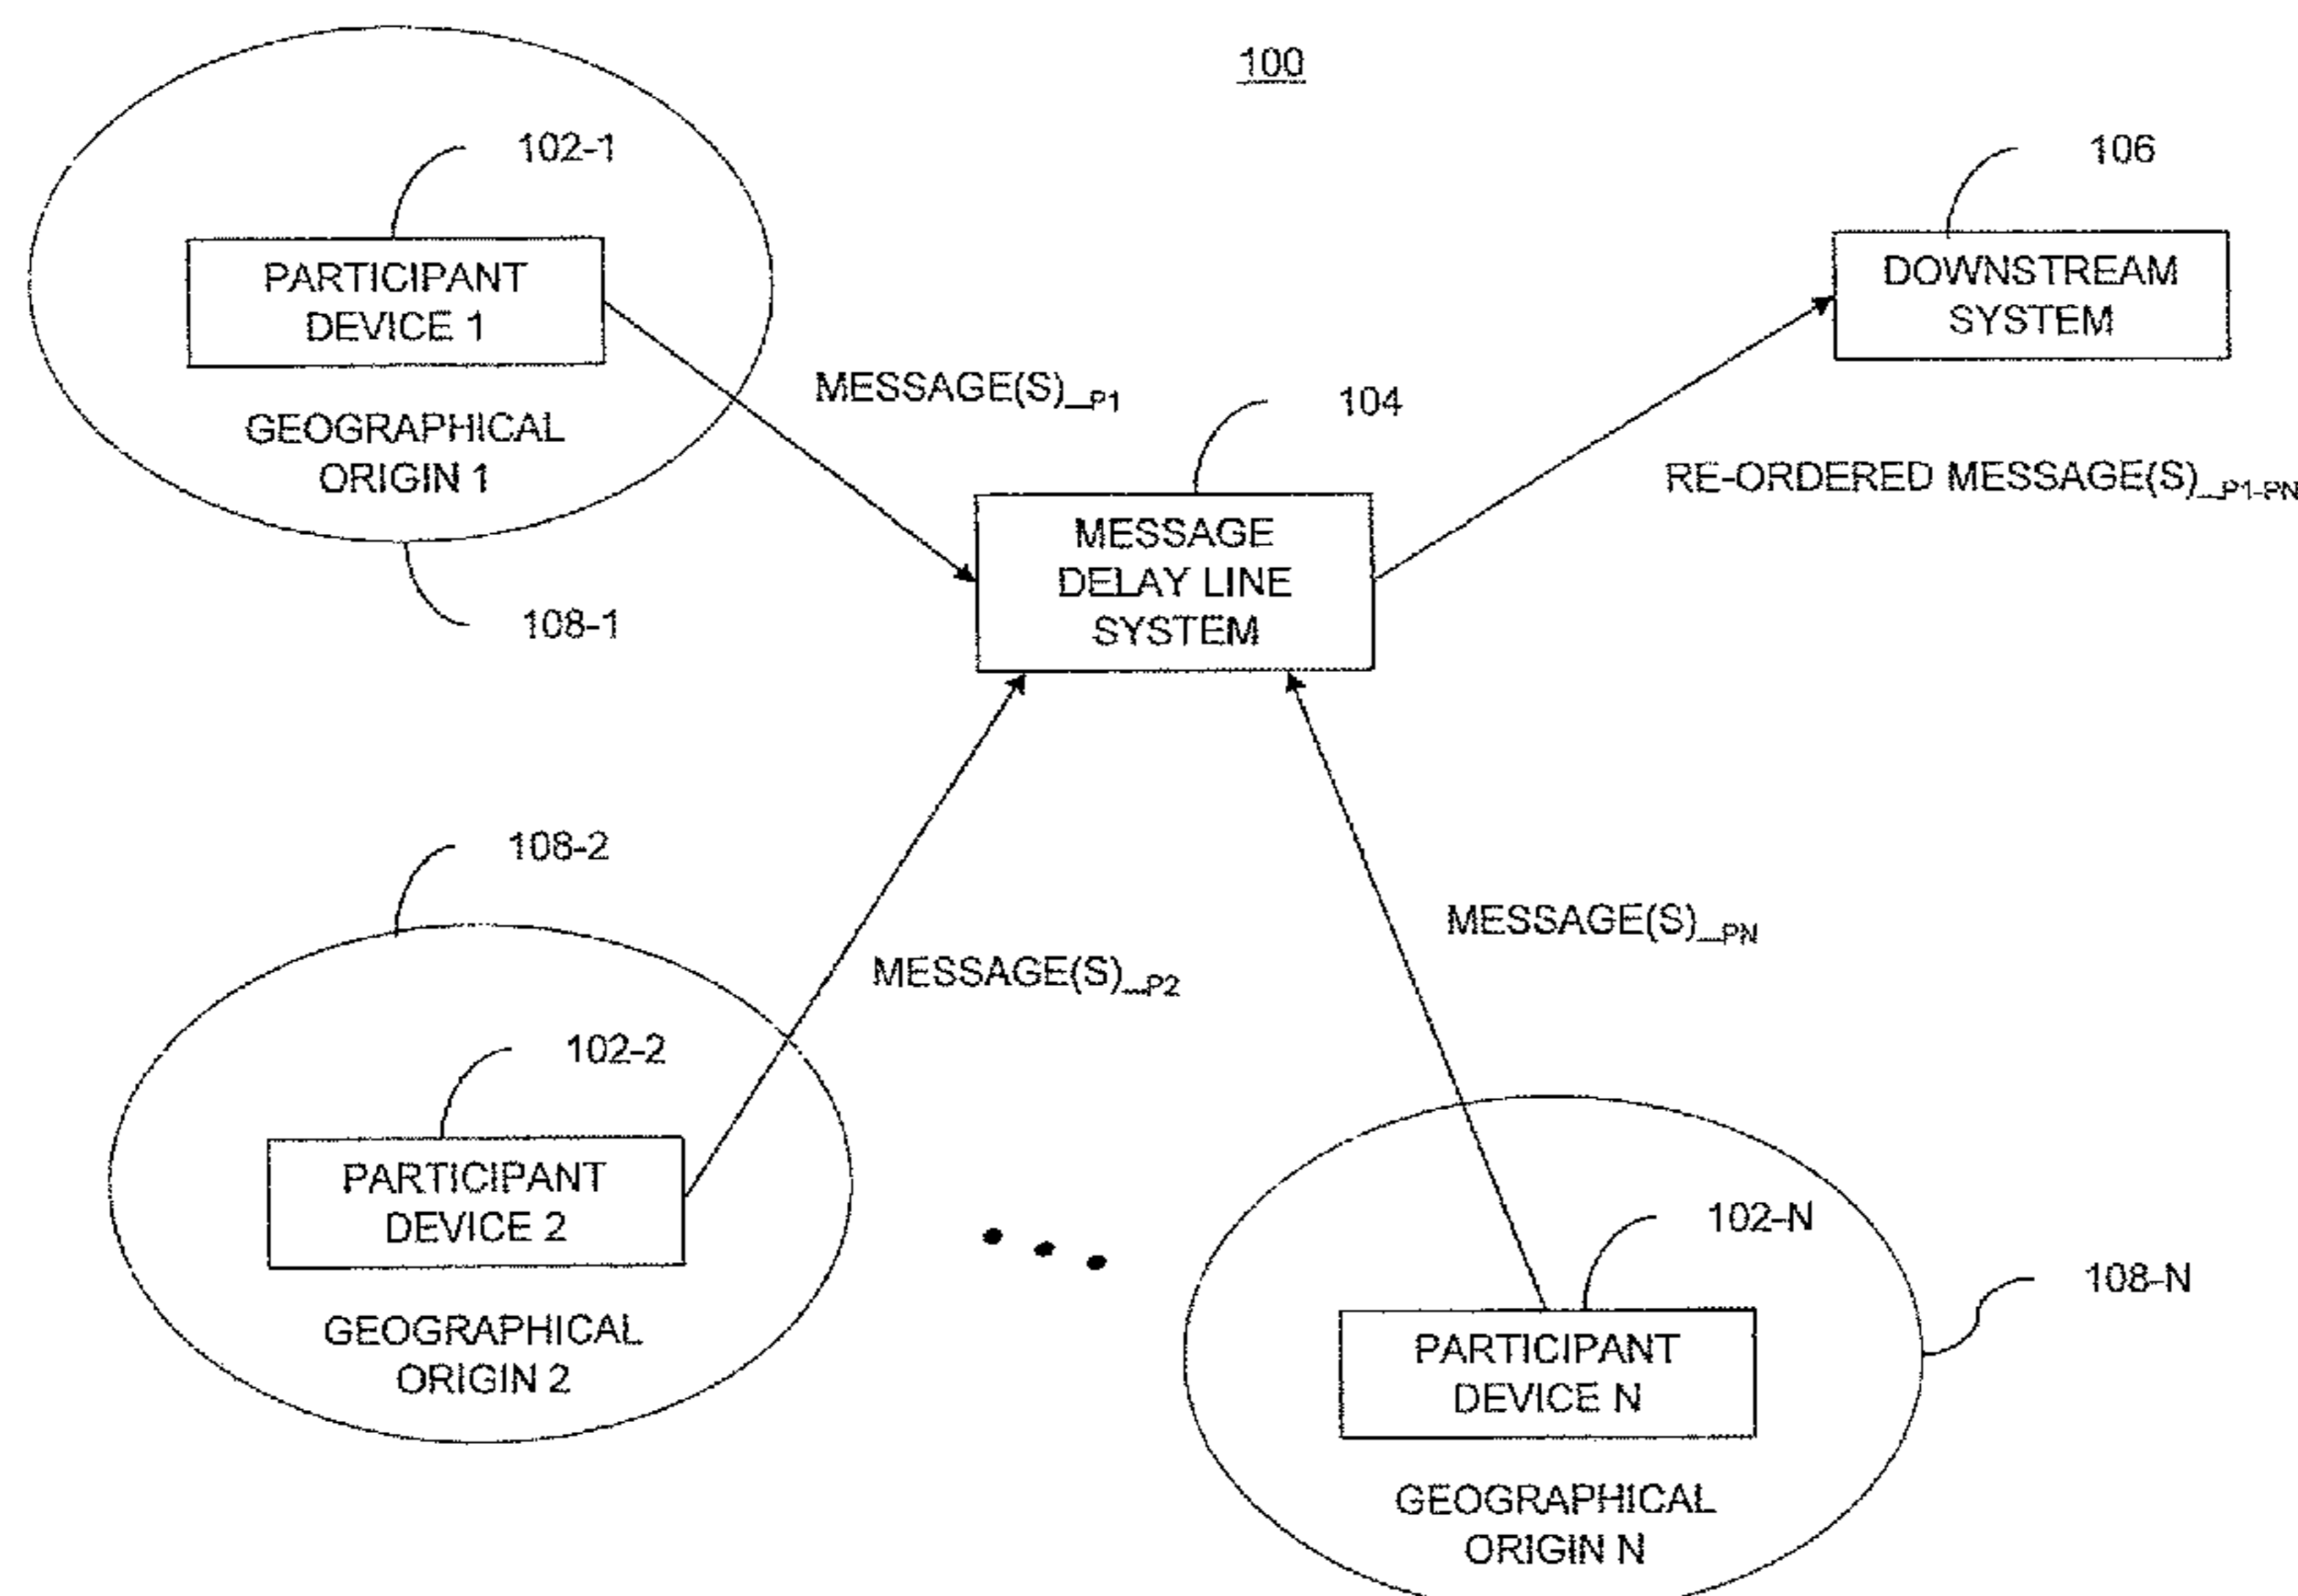 100
102-1
PARTICIPANT
DEVICE 1
GEOGRAPHICAL
ORIGIN 1
108-1
MESSAGE(S)_P1
106
DOWNSTREAM
SYSTEM
104
MESSAGE
DELAY LINE
SYSTEM
RE-ORDERED MESSAGE(S)_P1-PN
108-2
102-2
PARTICIPANT
DEVICE 2
GEOGRAPHICAL
ORIGIN 2
MESSAGE(S)_P2
MESSAGE(S)_PN
102-N
108-N
PARTICIPANT
DEVICE N
GEOGRAPHICAL
ORIGIN N